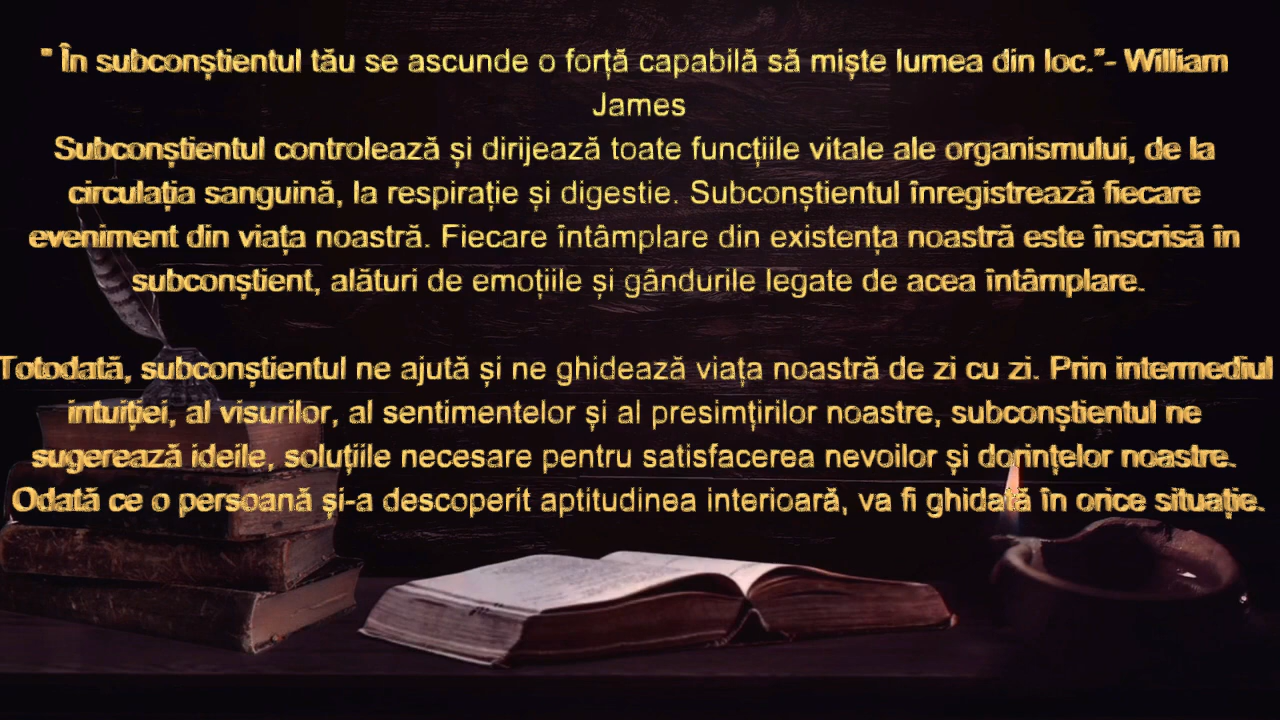 " În subconștientul tău se ascunde o forță capabilă să miște lumea din loc.”- William
James
Subconștientul controlează și dirijează toate funcțiile vitale ale organismului, de la
circulația sanguină, la respirație și digestie. Subconștientul înregistrează fiecare
eveniment din viața noastră. Fiecare întâmplare din existența noastră este înscrisă în
subconștient, alături de emoțiile și gândurile legate de acea întâmplare.
Totodată, subconștientul ne ajută și ne ghidează viața noastră de zi cu zi. Prin intermediul
intuiției, al visurilor, al sentimentelor și al presimțirilor noastre, subconștientul ne
sugerează ideile, soluțiile necesare pentru satisfacerea nevoilor și dorințelor noastre.
Odată ce o persoană și-a descoperit aptitudinea interioară, va fi ghidată în orice situație.